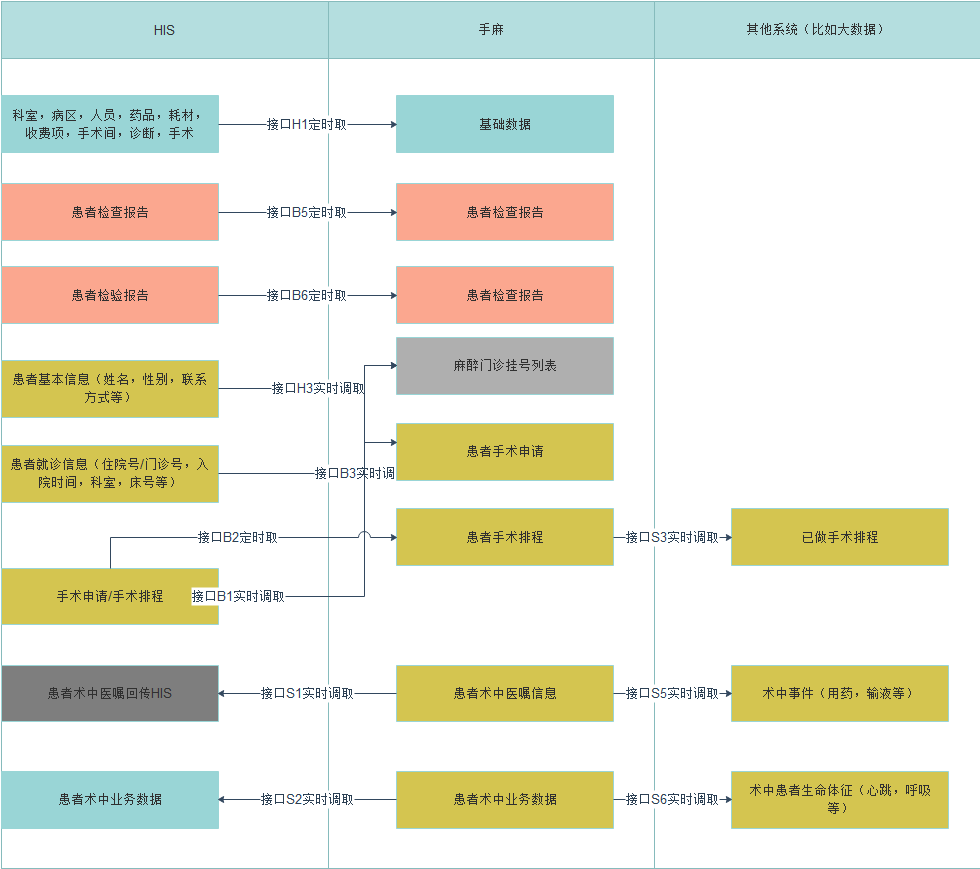 HIS
手麻
其他系统（比如大数据）
科室，病区，人员，药品，耗材，
收费项，手术间，诊断，手术
接口H1定时取
基础数据
患者检查报告
接口B5定时取
患者检查报告
患者检验报告
接口B6定时取
患者检查报告
麻醉门诊挂号列表
患者基本信息（姓名，性别，联系
方式等）
接口H3实时调取
患者手术申请
患者就诊信息（住院号/门诊号，入
院时间，科室，床号等）
接口B3实时调
接口B2定时取
患者手术排程
接口S3实时调取
已做手术排程
手术申请/手术排程
接口B1实时调取
患者术中医嘱回传HIS
接口S1实时调取
患者术中医嘱信息
接口S5实时调取
术中事件（用药，输液等）
患者术中业务数据
接口S2实时调取
患者术中业务数据
接口S6实时调取
术中患者生命体征（心跳，呼吸
等）